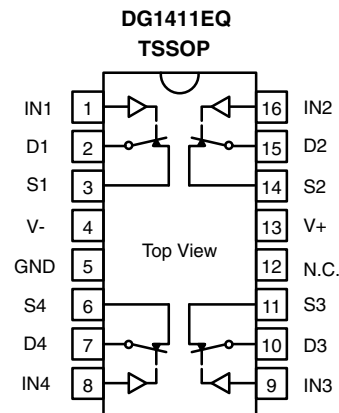 DG1411EQ
TSSOP
IN1 1 16 IN2
D1 2 15 D2
S1 3 14 S2
V- 4 13 V+
GND 5 Top View 12 N.C.
S4 6 11 S3
D4 7 10 D3
IN4 8 9 IN3